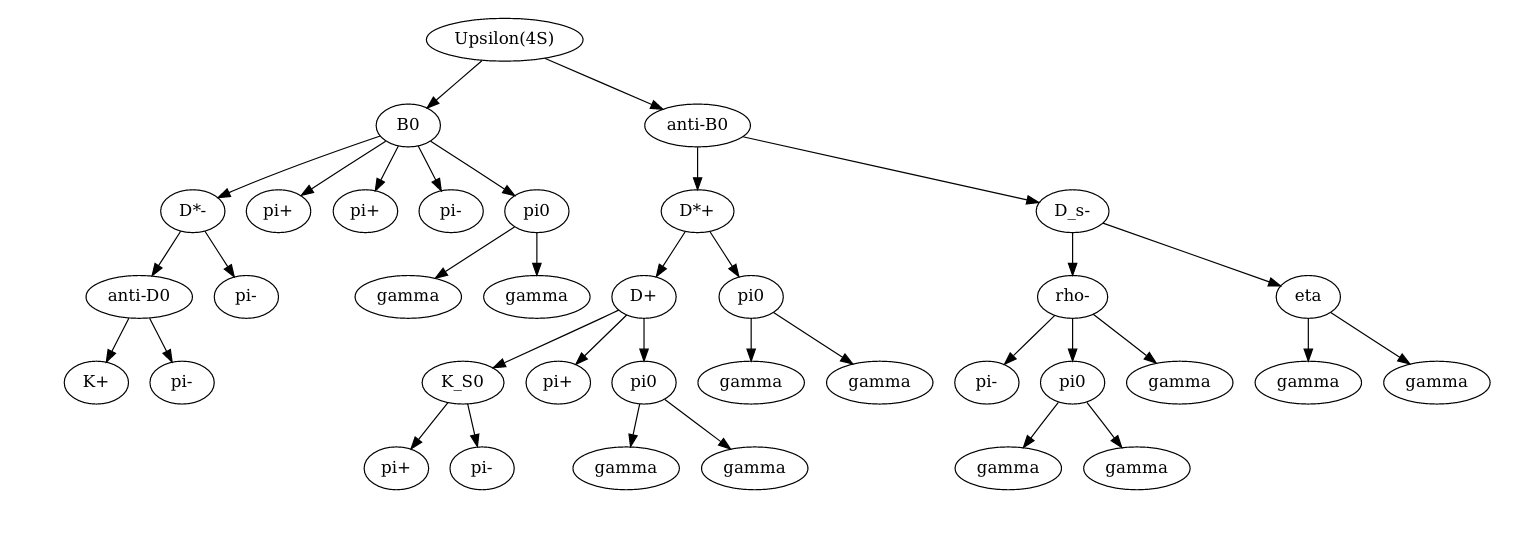 Upsilon(4S)
B0 anti-B0
D*- pi+ pi+ pi- pi0 D*+ D_s-
anti-D0 pi- gamma gamma D+ pi0 rho- eta
K+ pi- K_S0 pi+ pi0 gamma gamma pi- pi0 gamma gamma gamma
pi+ pi- gamma gamma gamma gamma